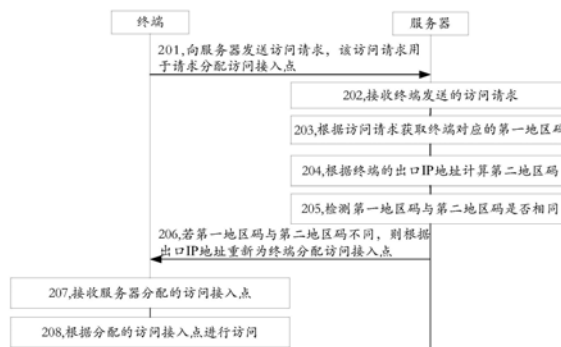 终端
服务器
201,向服务器发送访问请求，该访问请求用
于请求分配访问接入点
202,接收终端发送的访问请求
203,根据访问请求获取终端对应的第一地区码
204,根据终端的出口IP地址计算第二地区码
205,检测第一地区码与第二地区码是否相同
206,若第一地区码与第二地区码不同，则根据
出口IP地址重新为终端分配访问接入点
207,接收服务器分配的访问接入点
208,根据分配的访问接入点进行访问